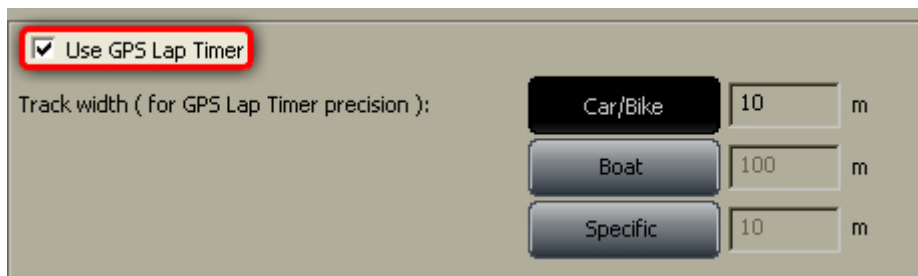 Use GPS Lap Timer
Track width ( for GPS Lap Timer precision ): Car/Bike 10 m
Boat 100 m
Specific 10 m